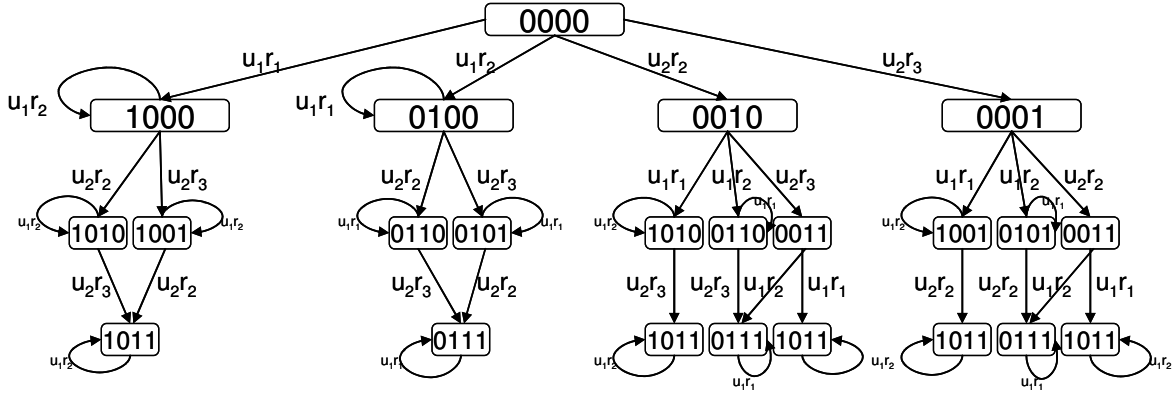 0000
u₁r₁ u₁r₂ u₂r₂ u₂r₃
u₁r₂ 1000 u₁r₁ 0100 0010 0001
u₂r₂ u₂r₃ u₂r₂ u₂r₃ u₁r₁ u₁r₂ u₂r₃ u₁r₁ u₁r₂ u₂r₂
u₁r₂ 1010 1001 u₁r₂ u₁r₁ 0110 0101 u₁r₁ u₁r₂ 1010 0110 u₁r₁ 0011 u₁r₂ 1001 0101 u₁r₁ 0011
u₂r₃ u₂r₂ u₂r₃ u₂r₂ u₂r₃ u₂r₃ u₁r₂ u₁r₁ u₂r₂ u₂r₂ u₁r₂ u₁r₁
1011 0111 1011 0111 1011 1011 0111 1011
u₁r₂ u₁r₁ u₁r₂ u₁r₁ u₁r₂ u₁r₁ u₁r₂